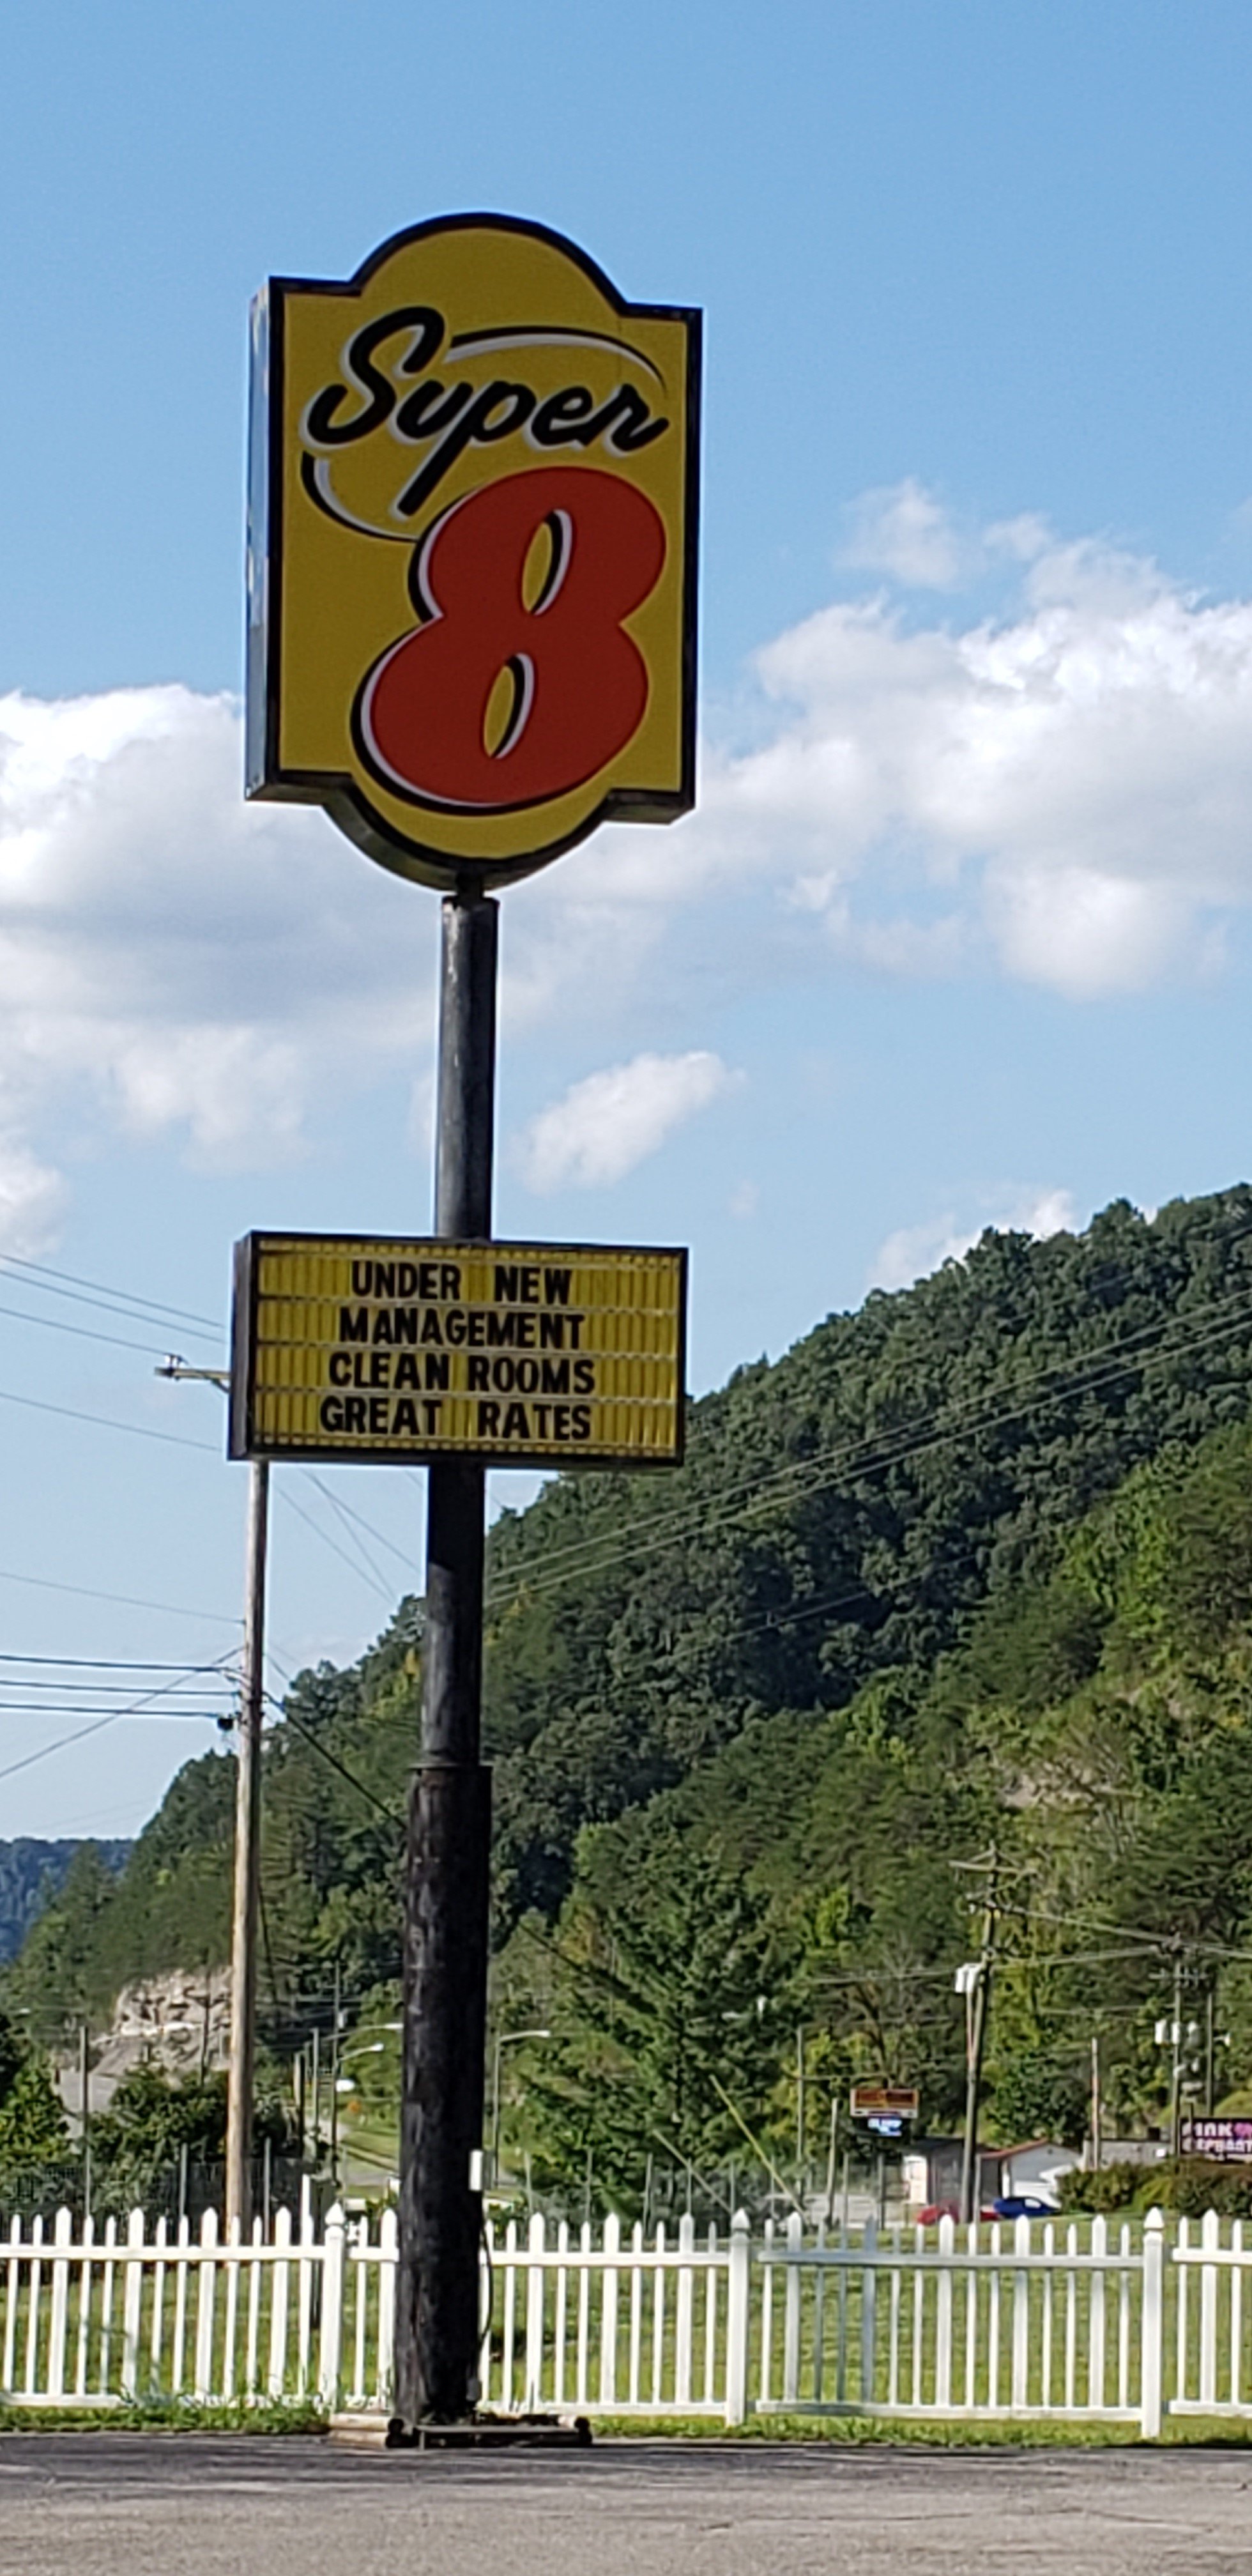 Super
8
UNDER NEW
MANAGEMENT
CLEAN ROOMS
GREAT RATES